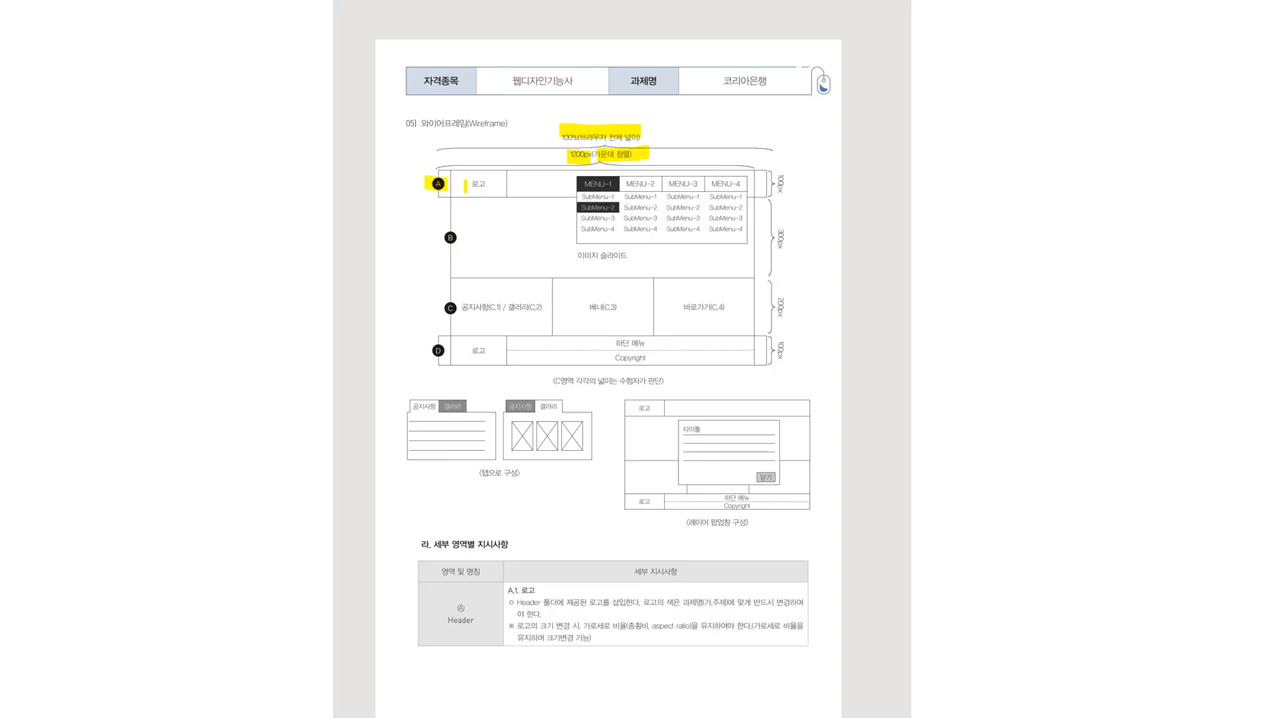 자격종목 웹디자인기능사 과제명 코리아은행
05) 와이어프레임(Wireframe)
100%(브라우저 전체 넓이)
1200px(가운데 정렬)
A 로고 MENU-1 MENU-2 MENU-3 MENU-4 100px
SubMenu-1 SubMenu-1 SubMenu-1 SubMenu-1
SubMenu-2 SubMenu-2 SubMenu-2 SubMenu-2
SubMenu-3 SubMenu-3 SubMenu-3 SubMenu-3
SubMenu-4 SubMenu-4 SubMenu-4 SubMenu-4
B 300px
이미지 슬라이드
C 공지사항(C.1) / 갤러리(C.2) 배너(C.3) 바로가기(C.4) 200px
D 로고 하단 메뉴 100px
Copyright
<C영역 각각의 넓이는 수험자가 판단>
공지사항 갤러리 공지사항 갤러리
<탭으로 구성>
로고
타이틀
닫기
로고 하단 메뉴
Copyright
<레이어 팝업창 구성>
라. 세부 영역별 지시사항
영역 및 명칭 세부 지시사항
Ⓐ
Header
A.1. 로고
○ Header 폴더에 제공된 로고를 삽입한다. 로고의 색은 과제명(가.주제)에 맞게 반드시 변경하여
야 한다.
※ 로고의 크기 변경 시, 가로세로 비율(종횡비, aspect ratio)을 유지하여야 한다.(가로세로 비율을
유지하며 크기변경 가능)